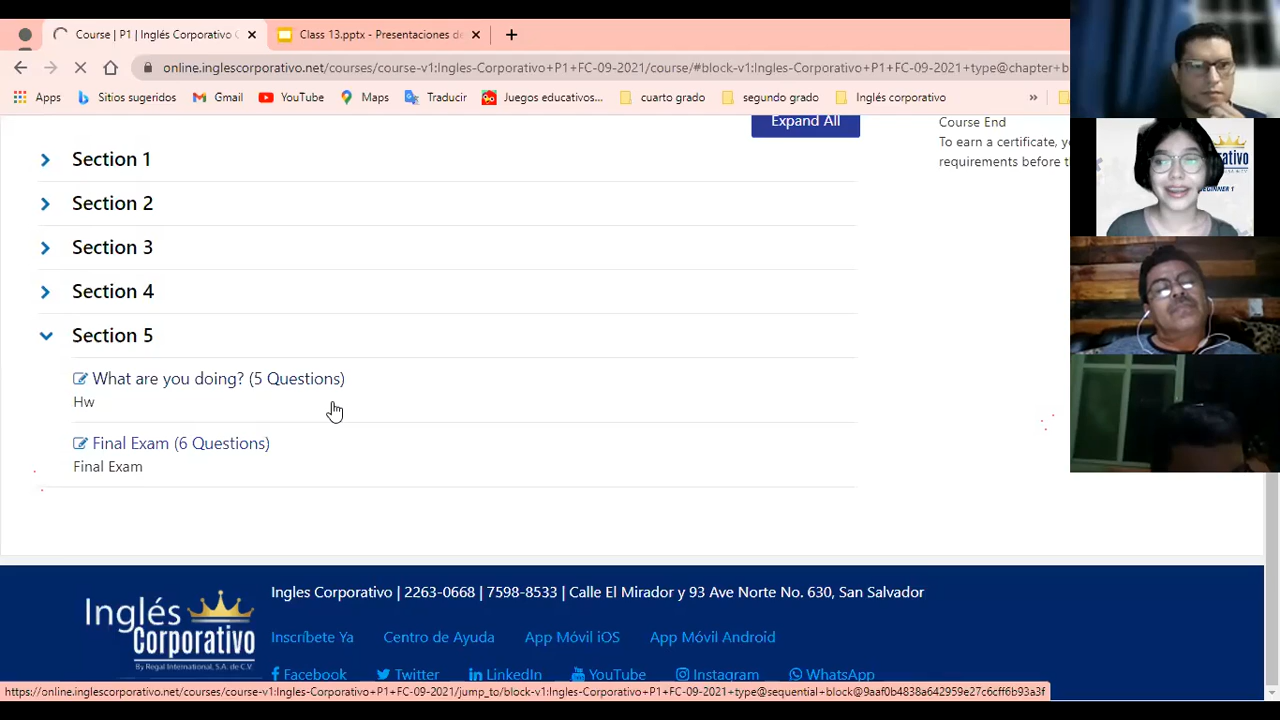 Course | P1 | Inglés Corporativo
Class 13.pptx - Presentaciones de
online.inglescorporativo.net/courses/course-v1:Ingles-Corporativo+P1+FC-09-2021/course/#block-v1:Ingles-Corporativo+P1+FC-09-2021+type@chapter+b
Apps
Sitios sugeridos
Gmail
YouTube
Maps
Traducir
Juegos educativos...
cuarto grado
segundo grado
Inglés corporativo
»
Expand All
Course End
To earn a certificate, y
requirements before t
Section 1
Section 2
Section 3
Section 4
Section 5
What are you doing? (5 Questions)
Hw
Final Exam (6 Questions)
Final Exam
Inglés
Corporativo
By Regal International, S.A. de C.V.
Ingles Corporativo | 2263-0668 | 7598-8533 | Calle El Mirador y 93 Ave Norte No. 630, San Salvador
Inscríbete Ya
Centro de Ayuda
App Móvil iOS
App Móvil Android
Facebook
Twitter
LinkedIn
YouTube
Instagram
WhatsApp
https://online.inglescorporativo.net/courses/course-v1:Ingles-Corporativo+P1+FC-09-2021/jump_to/block-v1:Ingles-Corporativo+P1+FC-09-2021+type@sequential+block@9aaf0b4838a642959e27c6cff6b93a3f